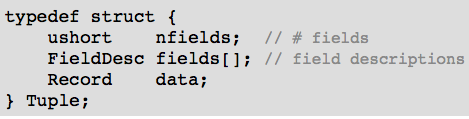 typedef struct {
    ushort    nfields;  // # fields
    FieldDesc fields[]; // field descriptions
    Record    data;
} Tuple;